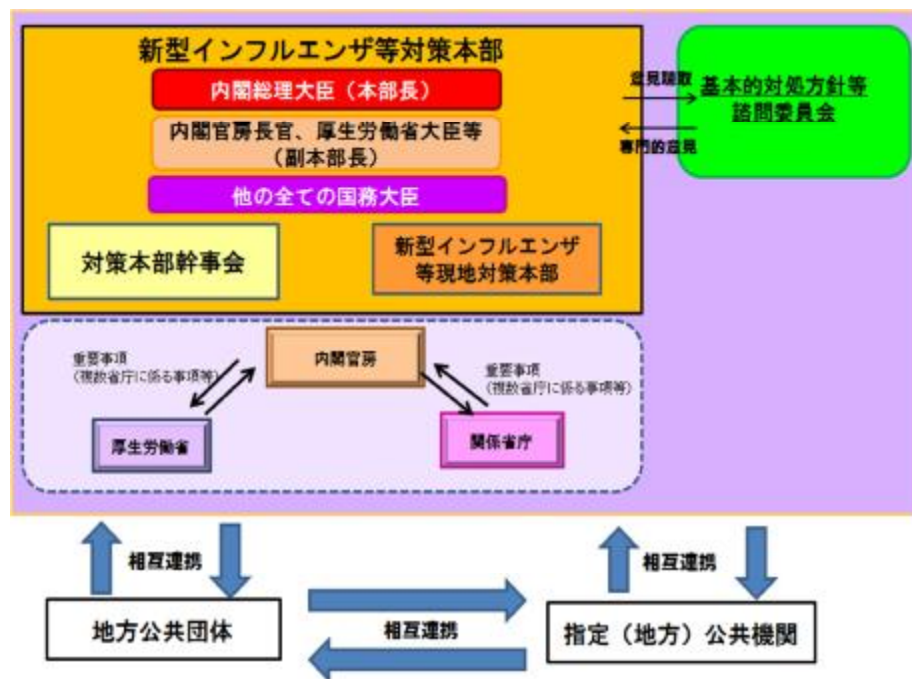 新型インフルエンザ等対策本部
内閣総理大臣（本部長）
内閣官房長官、厚生労働省大臣等
（副本部長）
他の全ての国務大臣
対策本部幹事会
新型インフルエンザ
等現地対策本部
意見聴取
専門的意見
基本的対処方針等
諮問委員会
内閣官房
重要事項
（複数省庁に係る事項等）
重要事項
（複数省庁に係る事項等）
厚生労働省
関係省庁
相互連携
相互連携
地方公共団体
相互連携
指定（地方）公共機関